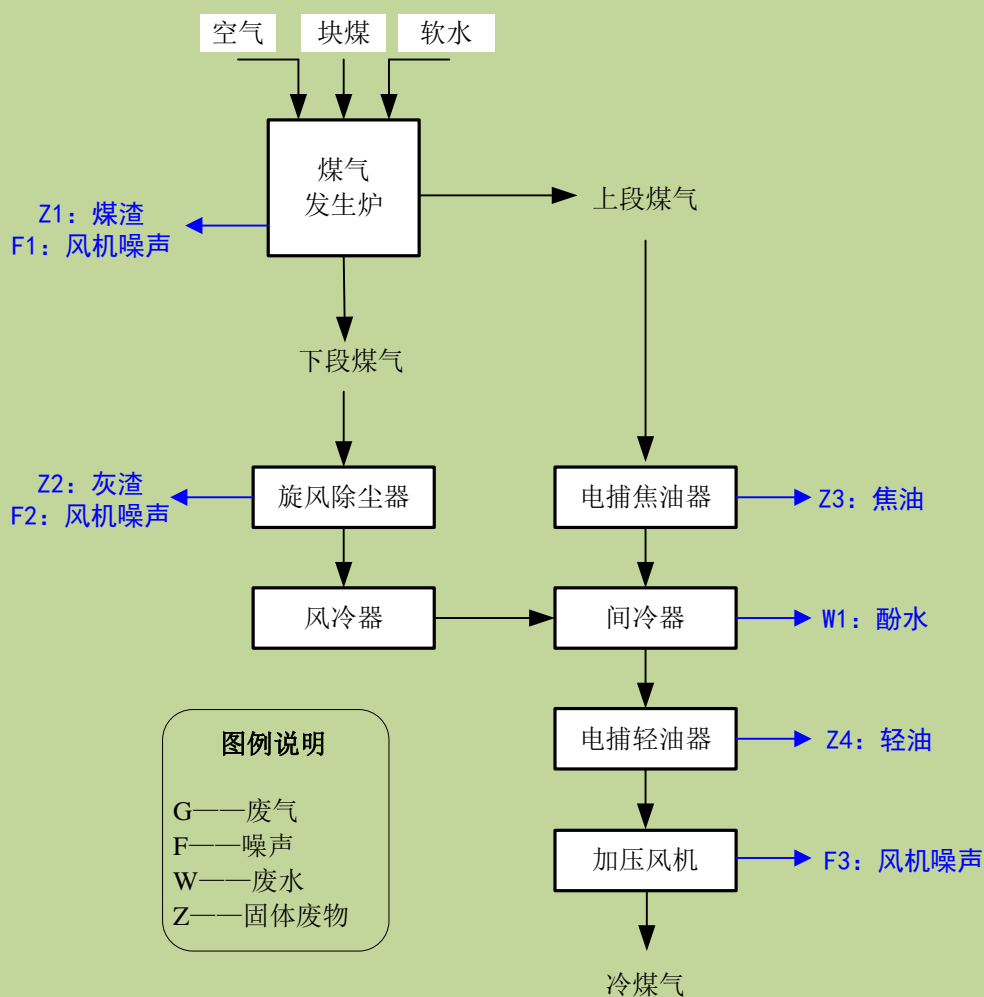 空气
块煤
软水
煤气
发生炉
上段煤气
Z1：煤渣
F1：风机噪声
下段煤气
Z2：灰渣
F2：风机噪声
旋风除尘器
电捕焦油器
Z3：焦油
风冷器
间冷器
W1：酚水
图例说明
G——废气
F——噪声
W——废水
Z——固体废物
电捕轻油器
Z4：轻油
加压风机
F3：风机噪声
冷煤气